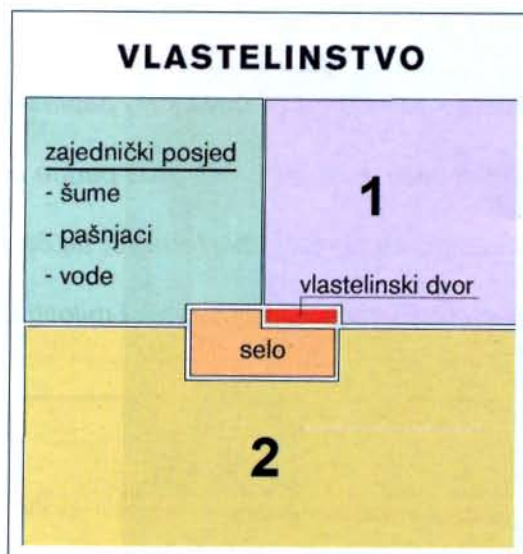 VLASTELINSTVO
zajednički posjed
- šume
- pašnjaci
- vode
1
vlastelinski dvor
selo
2